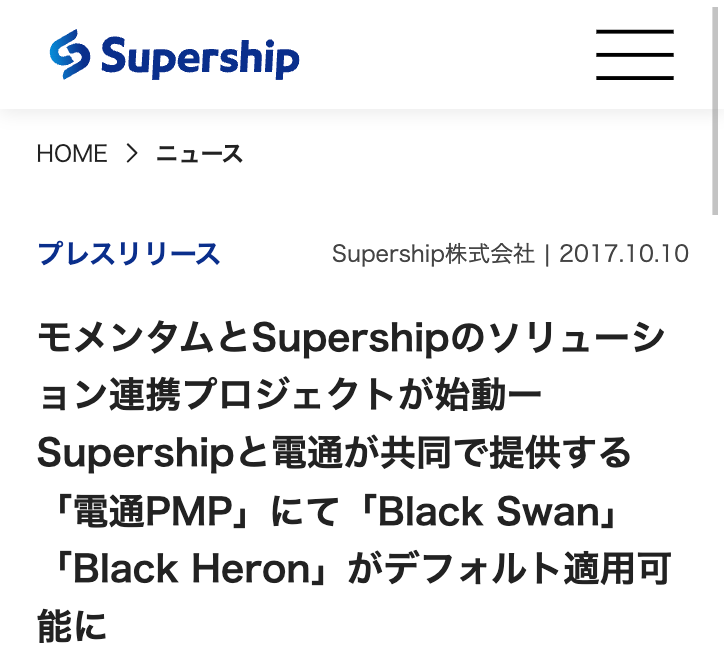 Supership
HOME > ニュース
プレスリリース Supership株式会社 | 2017.10.10
モメンタムとSupershipのソリューシ
ョン連携プロジェクトが始動ー
Supershipと電通が共同で提供する
「電通PMP」にて「Black Swan」
「Black Heron」がデフォルト適用可
能に